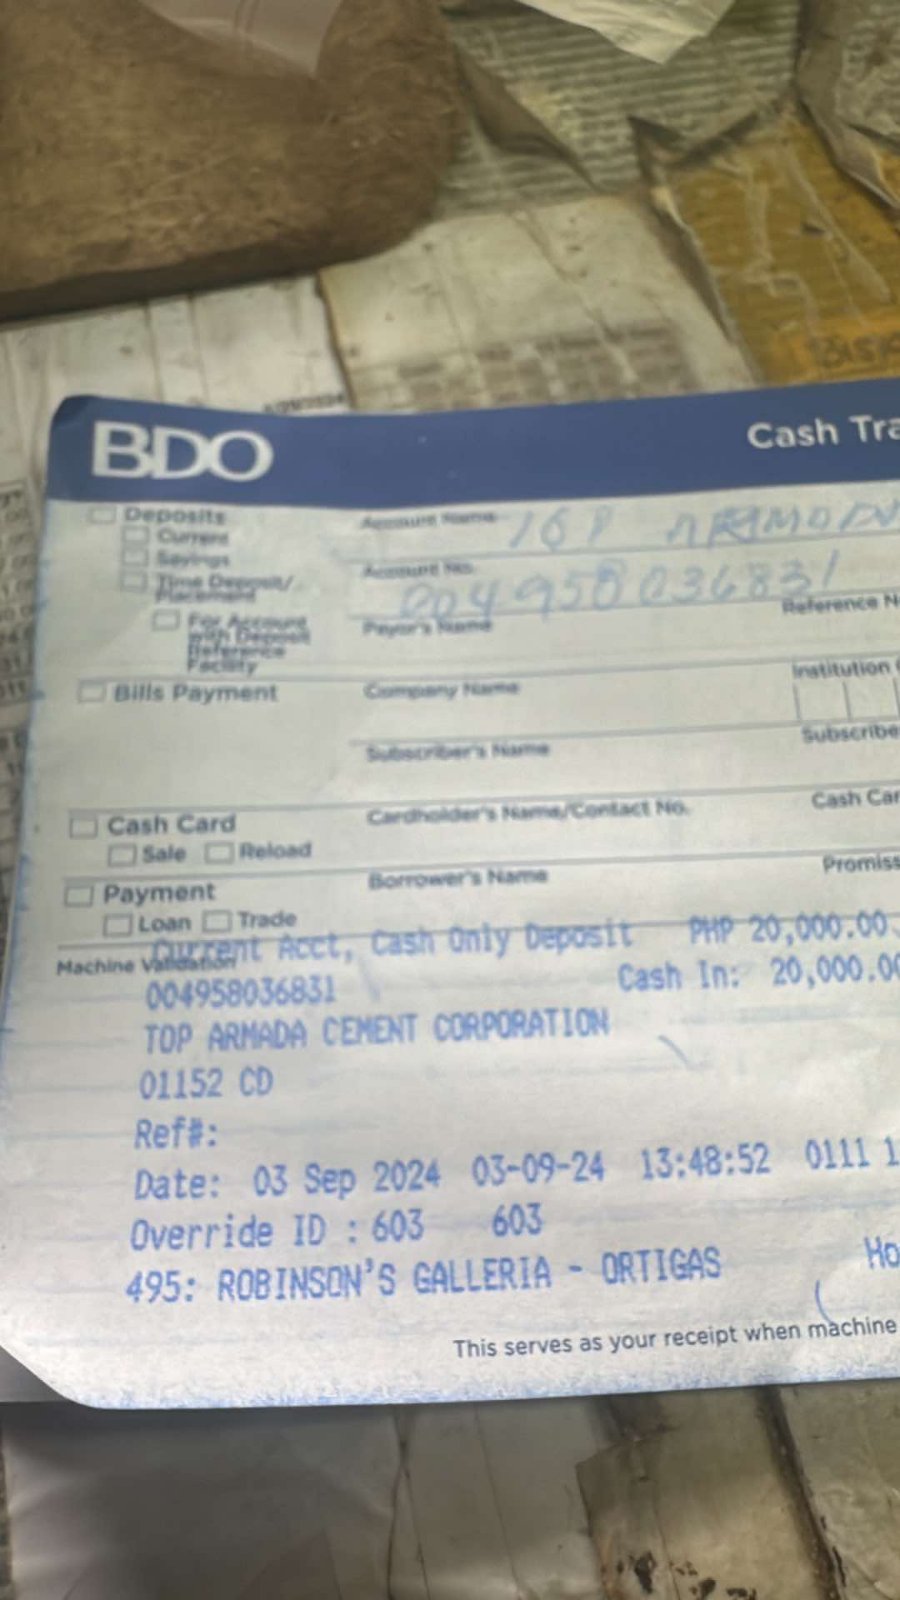 BDO
Cash Tra
Deposits
Current
Savings
Time Deposit/
Placement
For Account
with Deposit
Reference
Facility
Account Name
Account No.
004958036831
Payor's Name
Reference N
Bills Payment
Company Name
Institution
Subscriber's Name
Subscribe
Cash Card
Sale Reload
Cardholder's Name/Contact No.
Cash Car
Payment
Loan Trade
Borrower's Name
Promiss
Machine Validation
Current Acct, Cash Only Deposit PHP 20,000.00
004958036831 Cash In: 20,000.00
TOP ARMADA CEMENT CORPORATION
01152 CD
Ref#:
Date: 03 Sep 2024 03-09-24 13:48:52 0111 1
Override ID : 603 603
495: ROBINSON'S GALLERIA - ORTIGAS Ho
This serves as your receipt when machine